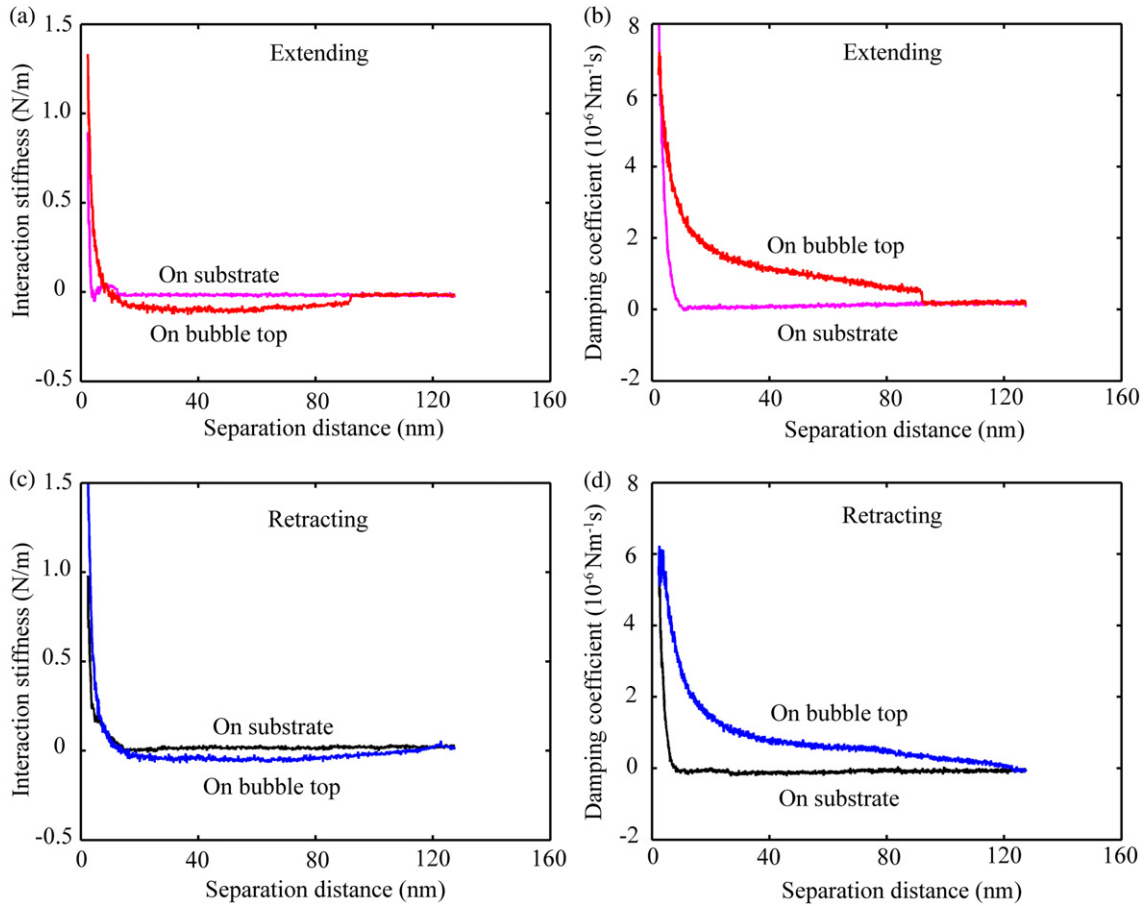 (a)
Extending
Interaction stiffness (N/m)
1.5
1.0
0.5
0
-0.5
On substrate
On bubble top
0 40 80 120 160
Separation distance (nm)
(b)
Extending
Damping coefficient (10⁻⁶ Nm⁻¹s)
8
6
4
2
0
-2
On bubble top
On substrate
0 40 80 120 160
Separation distance (nm)
(c)
Retracting
Interaction stiffness (N/m)
1.5
1.0
0.5
0
-0.5
On substrate
On bubble top
0 40 80 120 160
Separation distance (nm)
(d)
Retracting
Damping coefficient (10⁻⁶ Nm⁻¹s)
8
6
4
2
0
-2
On bubble top
On substrate
0 40 80 120 160
Separation distance (nm)